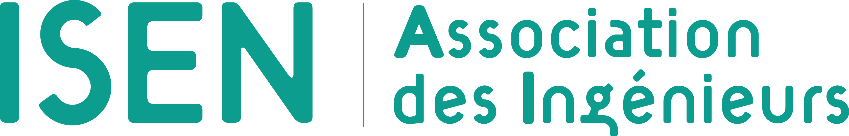 ISEN
Association
des Ingénieurs